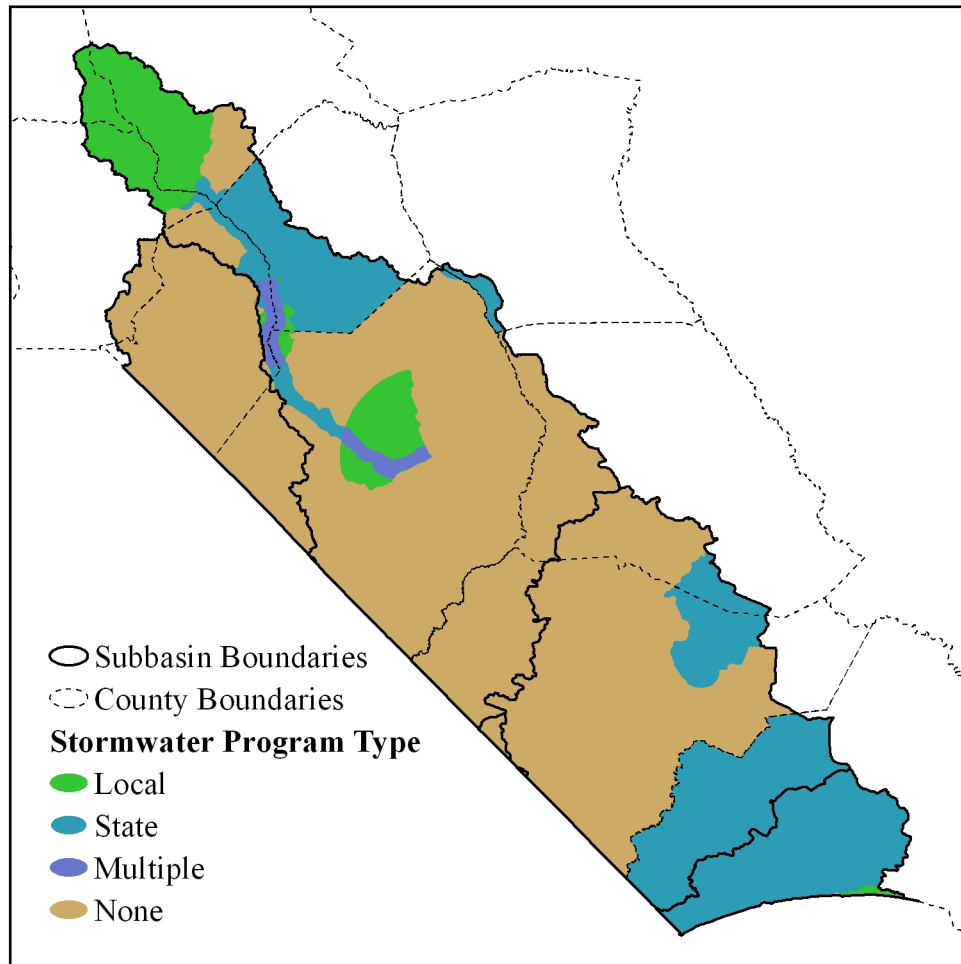 Subbasin Boundaries
County Boundaries
Stormwater Program Type
Local
State
Multiple
None